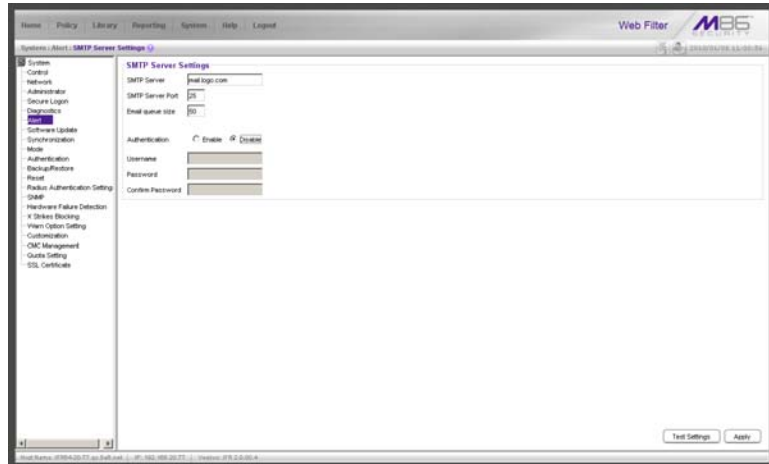 Home Policy Library Reporting System Help Logout
Web Filter
M86
SECURITY
System : Alert : SMTP Server Settings
System
Control
Network
Administrator
Secure Logon
Diagnostics
Alert
Software Update
Synchronization
Mode
Authentication
Backup/Restore
Reset
Radius Authentication Setting
SNMP
Hardware Failure Detection
X Strikes Blocking
Warn Option Setting
Customization
CMC Management
Quota Setting
SSL Certificate
SMTP Server Settings
SMTP Server mail.logo.com
SMTP Server Port 25
Email queue size 50
Authentication Enable Disable
Username
Password
Confirm Password
Test Settings Apply